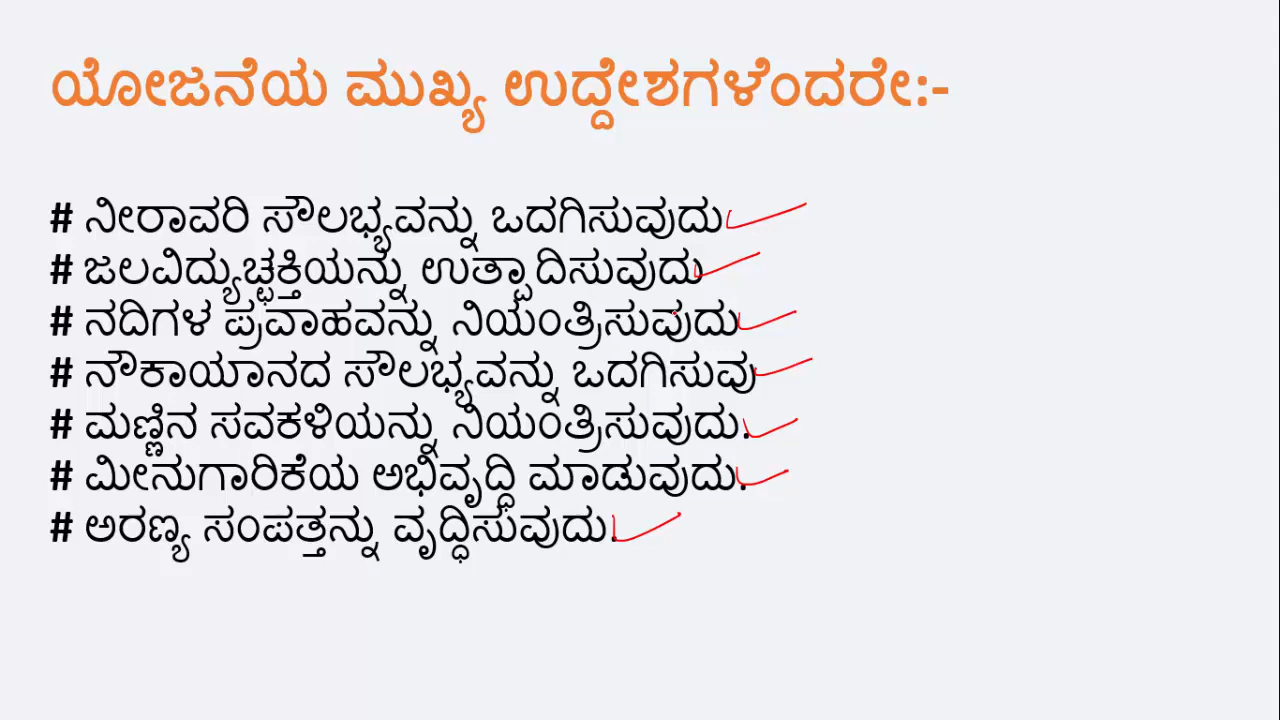 ಯೋಜನೆಯ ಮುಖ್ಯ ಉದ್ದೇಶಗಳೆಂದರೇ:-
# ನೀರಾವರಿ ಸೌಲಭ್ಯವನ್ನು ಒದಗಿಸುವುದು
# ಜಲವಿದ್ಯುಚ್ಛಕ್ತಿಯನ್ನು ಉತ್ಪಾದಿಸುವುದು
# ನದಿಗಳ ಪ್ರವಾಹವನ್ನು ನಿಯಂತ್ರಿಸುವುದು
# ನೌಕಾಯಾನದ ಸೌಲಭ್ಯವನ್ನು ಒದಗಿಸುವು
# ಮಣ್ಣಿನ ಸವಕಳಿಯನ್ನು ನಿಯಂತ್ರಿಸುವುದು.
# ಮೀನುಗಾರಿಕೆಯ ಅಭಿವೃದ್ಧಿ ಮಾಡುವುದು.
# ಅರಣ್ಯ ಸಂಪತ್ತನ್ನು ವೃದ್ಧಿಸುವುದು.